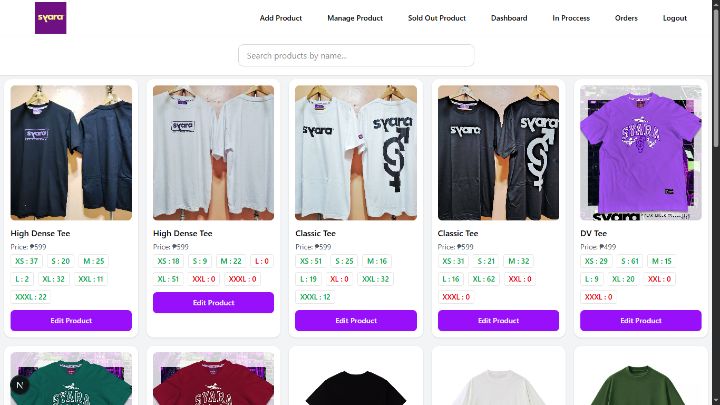 syara
Add Product
Manage Product
Sold Out Product
Dashboard
In Proccess
Orders
Logout
Search products by name...
syara
syara
syara
syara
syara
SYARA
syara
High Dense Tee
Price: ₱599
XS : 37
S : 20
M : 25
L : 2
XL : 32
XXL : 11
XXXL : 22
Edit Product
High Dense Tee
Price: ₱599
XS : 18
S : 9
M : 22
L : 0
XL : 51
XXL : 0
XXXL : 0
Edit Product
Classic Tee
Price: ₱599
XS : 51
S : 25
M : 16
L : 19
XL : 0
XXL : 32
XXXL : 12
Edit Product
Classic Tee
Price: ₱599
XS : 31
S : 21
M : 32
L : 16
XL : 62
XXL : 0
XXXL : 0
Edit Product
DV Tee
Price: ₱499
XS : 29
S : 61
M : 15
L : 9
XL : 20
XXL : 0
XXXL : 0
Edit Product
N
SYARA
SYARA